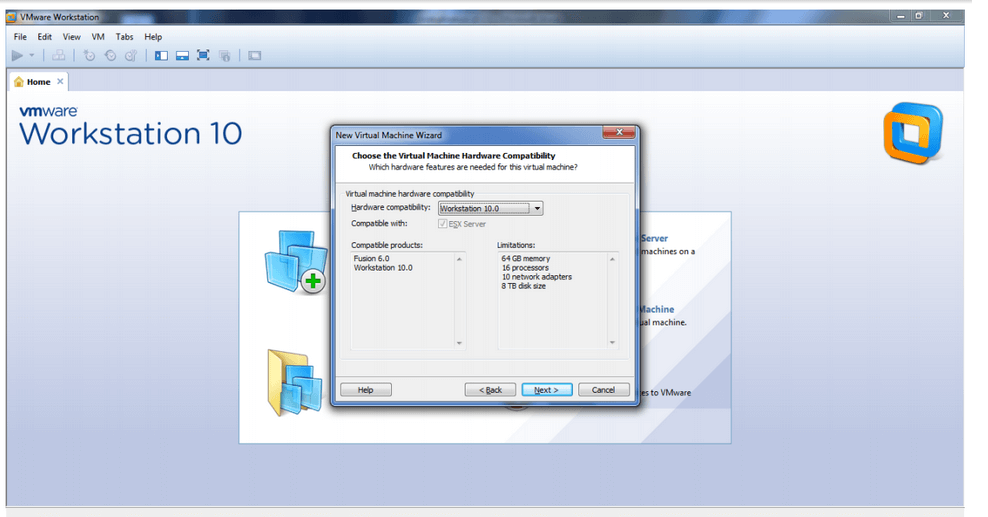 VMware Workstation
File Edit View VM Tabs Help
Home
vmware
Workstation 10
New Virtual Machine Wizard
Choose the Virtual Machine Hardware Compatibility
Which hardware features are needed for this virtual machine?
Virtual machine hardware compatibility
Hardware compatibility: Workstation 10.0
Compatible with: ESX Server
Compatible products: Limitations:
Fusion 6.0
Workstation 10.0
64 GB memory
16 processors
10 network adapters
8 TB disk size
Help < Back Next > Cancel
Server
machines on a
Machine
ual machine.
es to VMware